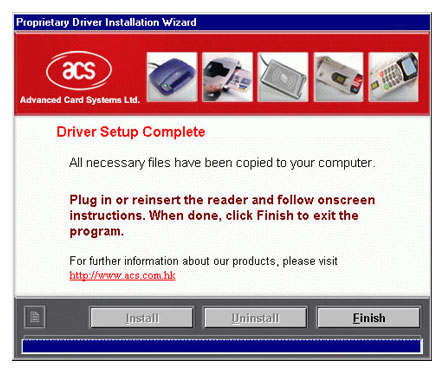 Proprietary Driver Installation Wizard
acs
Advanced Card Systems Ltd.
Driver Setup Complete
All necessary files have been copied to your computer.
Plug in or reinsert the reader and follow onscreen
instructions. When done, click Finish to exit the
program.
For further information about our products, please visit
http://www.acs.com.hk
Install
Uninstall
Finish